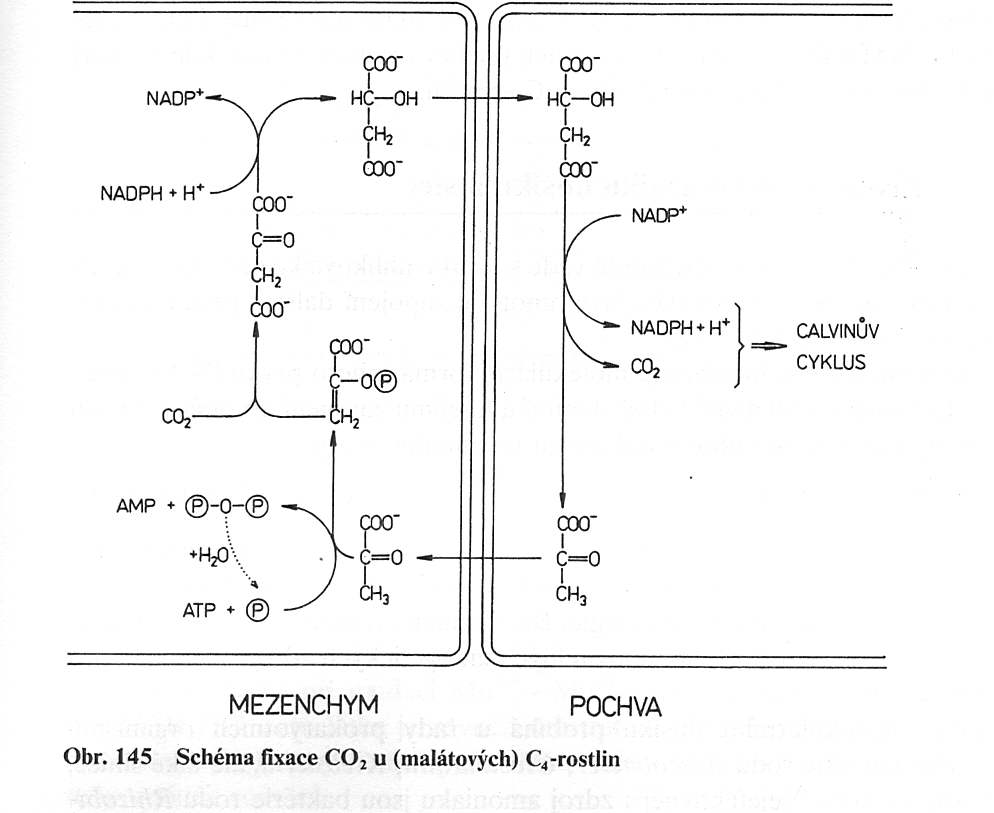 COO⁻
HC—OH
CH₂
COO⁻
COO⁻
HC—OH
CH₂
COO⁻
NADP⁺
NADPH + H⁺
COO⁻
C=O
CH₂
COO⁻
NADP⁺
NADPH + H⁺
CO₂
CALVINŮV
CYKLUS
COO⁻
C—OⓅ
CH₂
CO₂
AMP + Ⓟ-O-Ⓟ
+H₂O
ATP + Ⓟ
COO⁻
C=O
CH₃
COO⁻
C=O
CH₃
MEZENCHYM
POCHVA
Obr. 145 Schéma fixace CO₂ u (malátových) C₄-rostlin